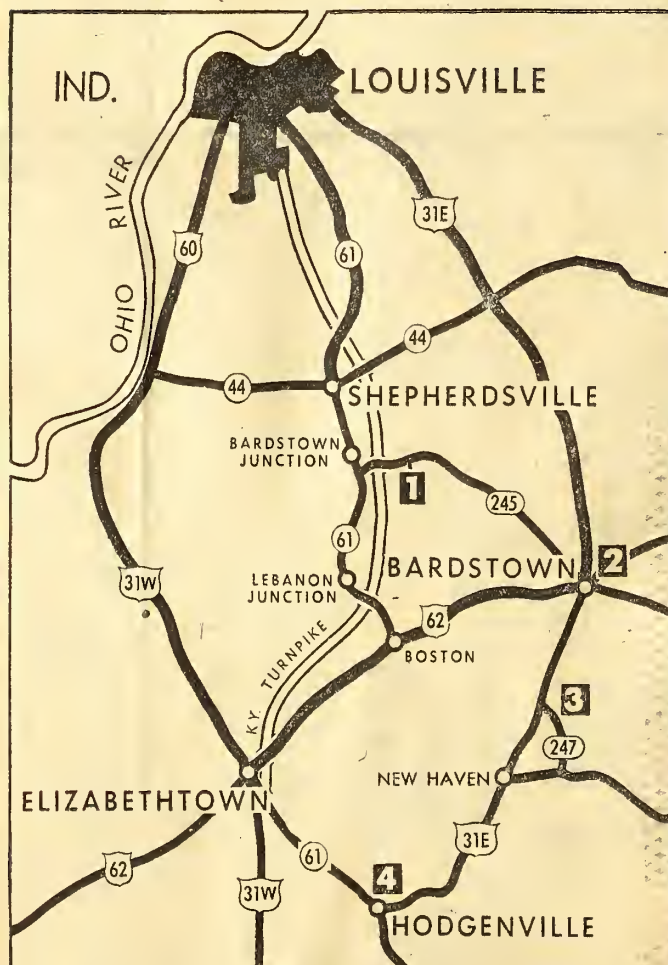 IND.
LOUISVILLE
OHIO RIVER
60
61
31E
44
44
SHEPHERDSVILLE
BARDSTOWN
JUNCTION
1
245
61
31W
LEBANON
JUNCTION
BARDSTOWN
2
62
BOSTON
KY. TURNPIKE
3
247
NEW HAVEN
ELIZABETHTOWN
31E
62
61
31W
4
HODGENVILLE